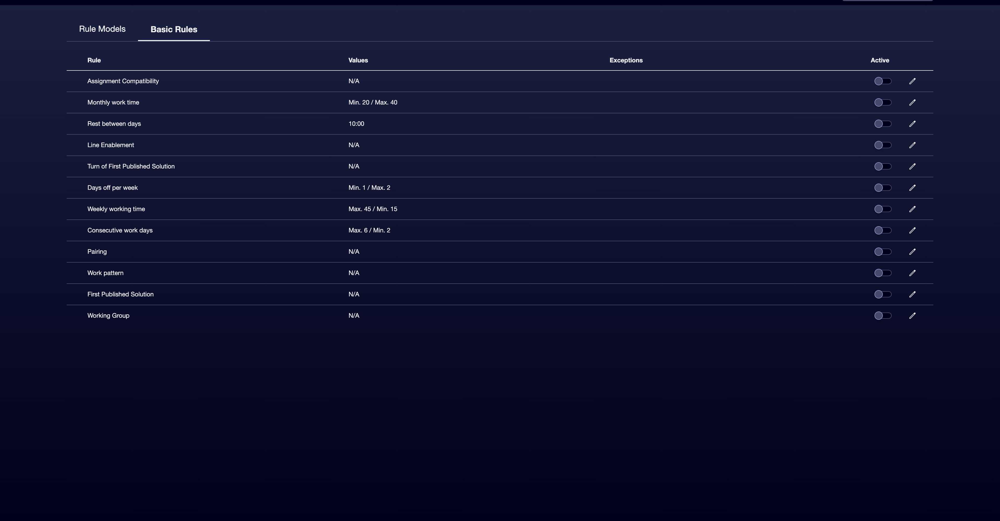 Rule Models Basic Rules
Rule Values Exceptions Active
Assignment Compatibility N/A
Monthly work time Min. 20 / Max. 40
Rest between days 10:00
Line Enablement N/A
Turn of First Published Solution N/A
Days off per week Min. 1 / Max. 2
Weekly working time Max. 45 / Min. 15
Consecutive work days Max. 6 / Min. 2
Pairing N/A
Work pattern N/A
First Published Solution N/A
Working Group N/A